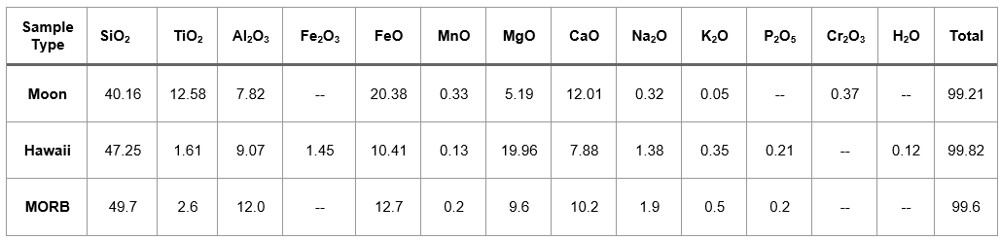 Sample Type SiO₂ TiO₂ Al₂O₃ Fe₂O₃ FeO MnO MgO CaO Na₂O K₂O P₂O₅ Cr₂O₃ H₂O Total
Moon 40.16 12.58 7.82 -- 20.38 0.33 5.19 12.01 0.32 0.05 -- 0.37 -- 99.21
Hawaii 47.25 1.61 9.07 1.45 10.41 0.13 19.96 7.88 1.38 0.35 0.21 -- 0.12 99.82
MORB 49.7 2.6 12.0 -- 12.7 0.2 9.6 10.2 1.9 0.5 0.2 -- -- 99.6